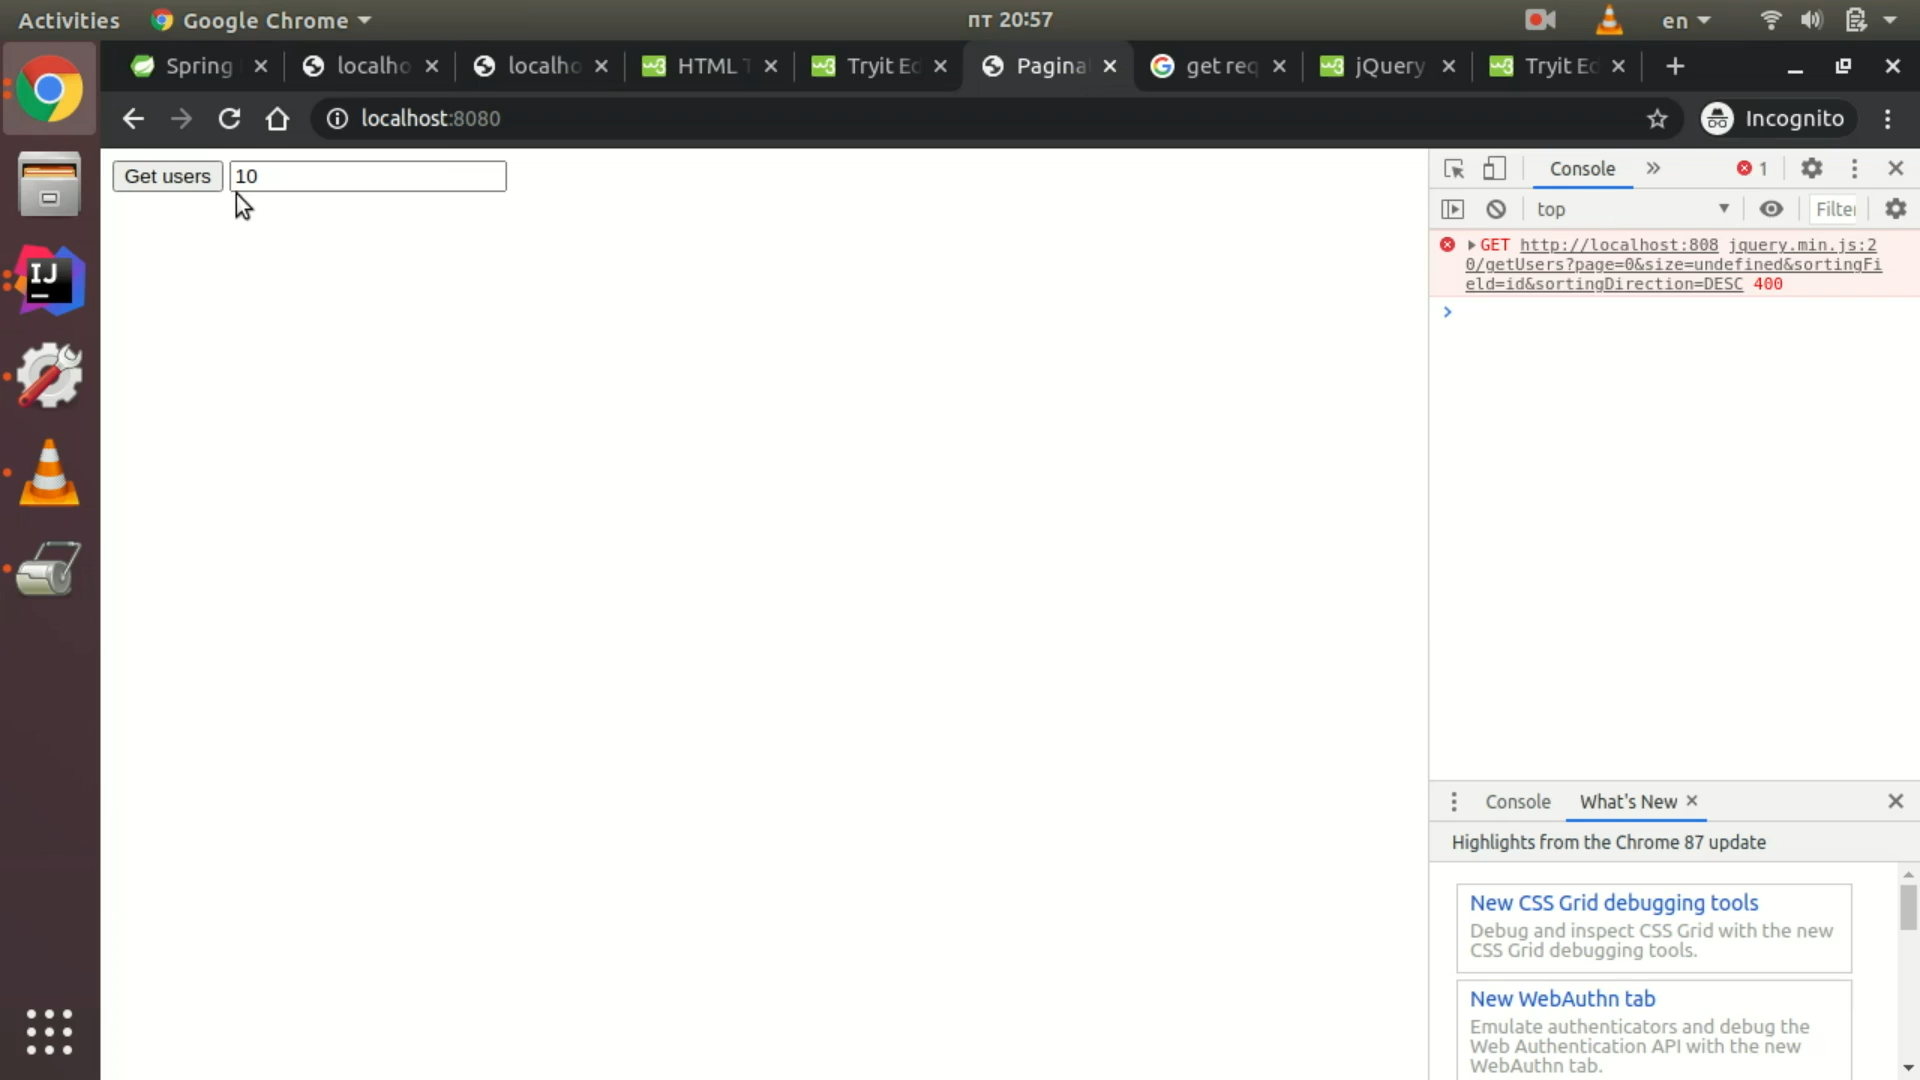 Activities Google Chrome пт 20:57 en
Spring localho localho HTML T Tryit Ed Pagina get req jQuery Tryit Ed
localhost:8080 Incognito
Get users 10
Console 1
top Filter
GET http://localhost:808 jquery.min.js:2
0/getUsers?page=0&size=undefined&sortingFi
eld=id&sortingDirection=DESC 400
Console What's New
Highlights from the Chrome 87 update
New CSS Grid debugging tools
Debug and inspect CSS Grid with the new
CSS Grid debugging tools.
New WebAuthn tab
Emulate authenticators and debug the
Web Authentication API with the new
WebAuthn tab.
IJ